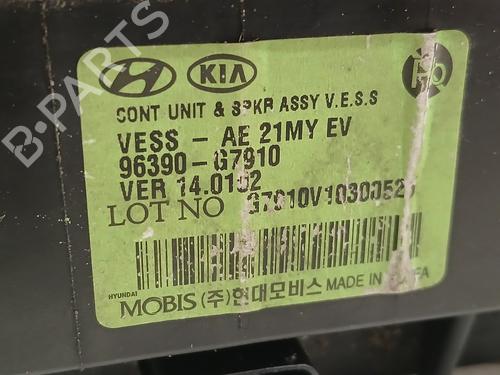 B-PARTS
KIA
CONT UNIT & SPKR ASSY V.E.S.S
VESS - AE 21MY EV
96390-G7910
VER 14.0102
LOT NO
HYUNDAI
MOBIS (주)현대모비스 MADE IN KOREA